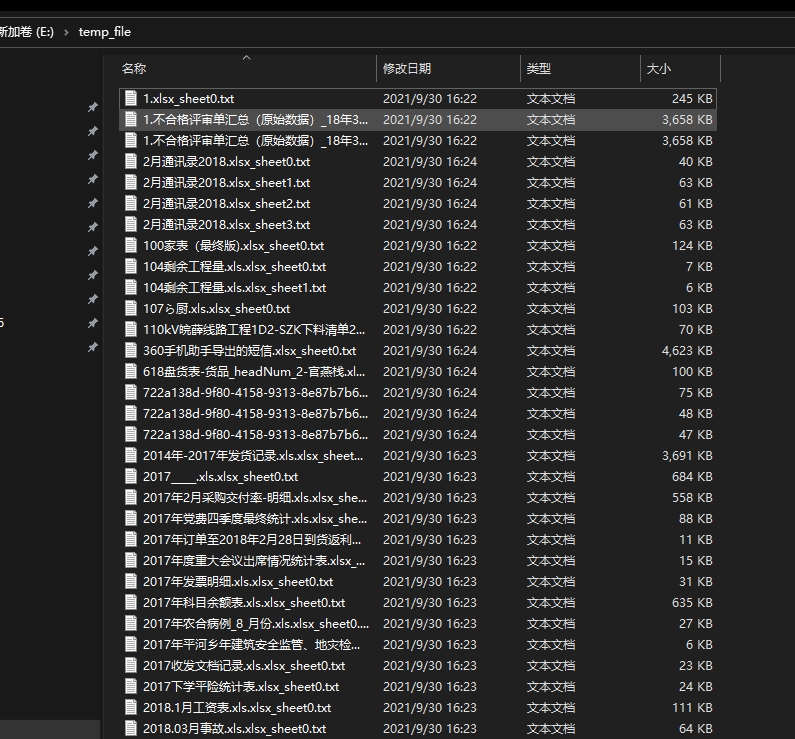 新加卷 (E:) › temp_file
名称 修改日期 类型 大小
1.xlsx_sheet0.txt 2021/9/30 16:22 文本文档 245 KB
1.不合格评审单汇总（原始数据）_18年3... 2021/9/30 16:22 文本文档 3,658 KB
1.不合格评审单汇总（原始数据）_18年3... 2021/9/30 16:22 文本文档 3,658 KB
2月通讯录2018.xlsx_sheet0.txt 2021/9/30 16:24 文本文档 40 KB
2月通讯录2018.xlsx_sheet1.txt 2021/9/30 16:24 文本文档 63 KB
2月通讯录2018.xlsx_sheet2.txt 2021/9/30 16:24 文本文档 61 KB
2月通讯录2018.xlsx_sheet3.txt 2021/9/30 16:24 文本文档 63 KB
100家表（最终版).xlsx_sheet0.txt 2021/9/30 16:22 文本文档 124 KB
104剩余工程量.xls.xlsx_sheet0.txt 2021/9/30 16:22 文本文档 7 KB
104剩余工程量.xls.xlsx_sheet1.txt 2021/9/30 16:22 文本文档 6 KB
107ら厨.xls.xlsx_sheet0.txt 2021/9/30 16:22 文本文档 103 KB
110kV皖薛线路工程1D2-SZK下料清单2... 2021/9/30 16:22 文本文档 70 KB
360手机助手导出的短信.xlsx_sheet0.txt 2021/9/30 16:24 文本文档 4,623 KB
618盘货表-货品_headNum_2-官燕栈.xl... 2021/9/30 16:24 文本文档 100 KB
722a138d-9f80-4158-9313-8e87b7b6... 2021/9/30 16:24 文本文档 75 KB
722a138d-9f80-4158-9313-8e87b7b6... 2021/9/30 16:24 文本文档 48 KB
722a138d-9f80-4158-9313-8e87b7b6... 2021/9/30 16:24 文本文档 47 KB
2014年-2017年发货记录.xls.xlsx_sheet... 2021/9/30 16:23 文本文档 3,691 KB
2017____.xls.xlsx_sheet0.txt 2021/9/30 16:23 文本文档 684 KB
2017年2月采购交付率-明细.xls.xlsx_she... 2021/9/30 16:23 文本文档 558 KB
2017年党费四季度最终统计.xls.xlsx_she... 2021/9/30 16:23 文本文档 88 KB
2017年订单至2018年2月28日到货返利... 2021/9/30 16:23 文本文档 11 KB
2017年度重大会议出席情况统计表.xlsx_... 2021/9/30 16:23 文本文档 15 KB
2017年发票明细.xls.xlsx_sheet0.txt 2021/9/30 16:23 文本文档 31 KB
2017年科目余额表.xls.xlsx_sheet0.txt 2021/9/30 16:23 文本文档 635 KB
2017年农合病例_8_月份.xls.xlsx_sheet0.... 2021/9/30 16:23 文本文档 27 KB
2017年平河乡年建筑安全监管、地灾检... 2021/9/30 16:23 文本文档 6 KB
2017收发文档记录.xls.xlsx_sheet0.txt 2021/9/30 16:23 文本文档 23 KB
2017下学平险统计表.xls.xlsx_sheet0.txt 2021/9/30 16:23 文本文档 24 KB
2018.1月工资表.xls.xlsx_sheet0.txt 2021/9/30 16:23 文本文档 111 KB
2018.03月事故.xls.xlsx_sheet0.txt 2021/9/30 16:23 文本文档 64 KB